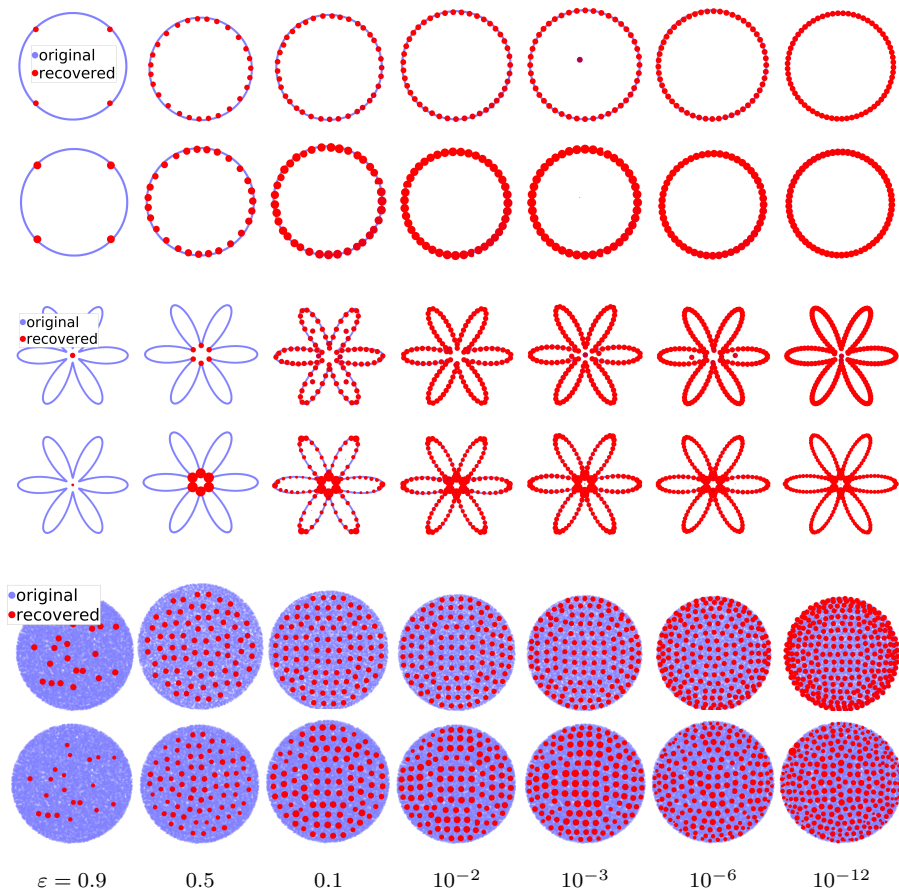 original
recovered
original
recovered
original
recovered
ε = 0.9 0.5 0.1 10⁻² 10⁻³ 10⁻⁶ 10⁻¹²